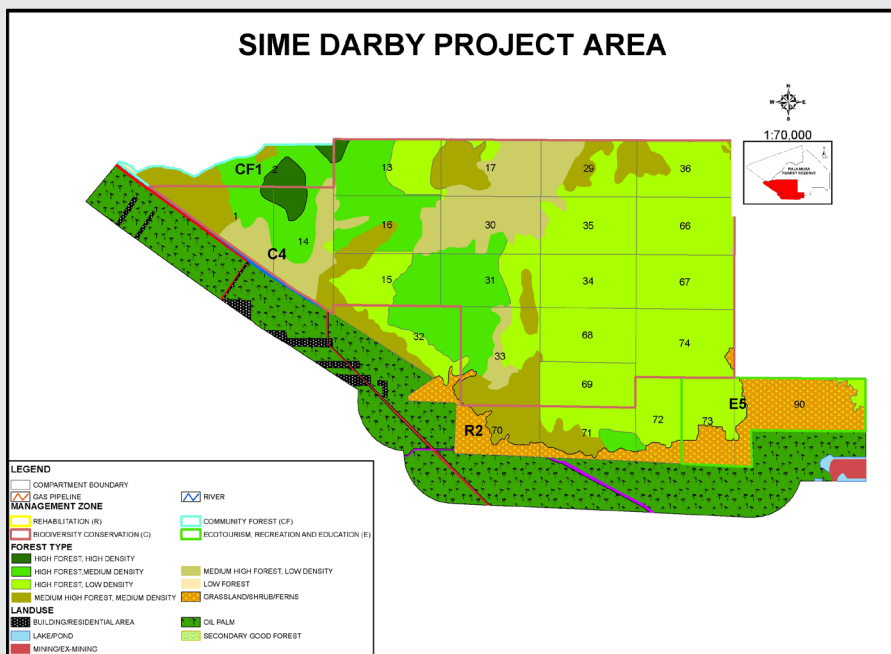 SIME DARBY PROJECT AREA
N
W E
S
1:70,000
RAJA MUSA
FOREST RESERVE
CF1
2
13
17
29
36
1
14
C4
16
30
35
66
15
31
34
67
32
33
68
74
69
E5
90
R2
70
71
72
73
LEGEND
COMPARTMENT BOUNDARY
GAS PIPELINE
RIVER
MANAGEMENT ZONE
REHABILITATION (R)
COMMUNITY FOREST (CF)
BIODIVERSITY CONSERVATION (C)
ECOTOURISM, RECREATION AND EDUCATION (E)
FOREST TYPE
HIGH FOREST, HIGH DENSITY
HIGH FOREST,MEDIUM DENSITY
MEDIUM HIGH FOREST, LOW DENSITY
HIGH FOREST, LOW DENSITY
LOW FOREST
MEDIUM HIGH FOREST, MEDIUM DENSITY
GRASSLAND/SHRUB/FERNS
LANDUSE
BUILDING/RESIDENTIAL AREA
OIL PALM
LAKE/POND
SECONDARY GOOD FOREST
MINING/EX-MINING